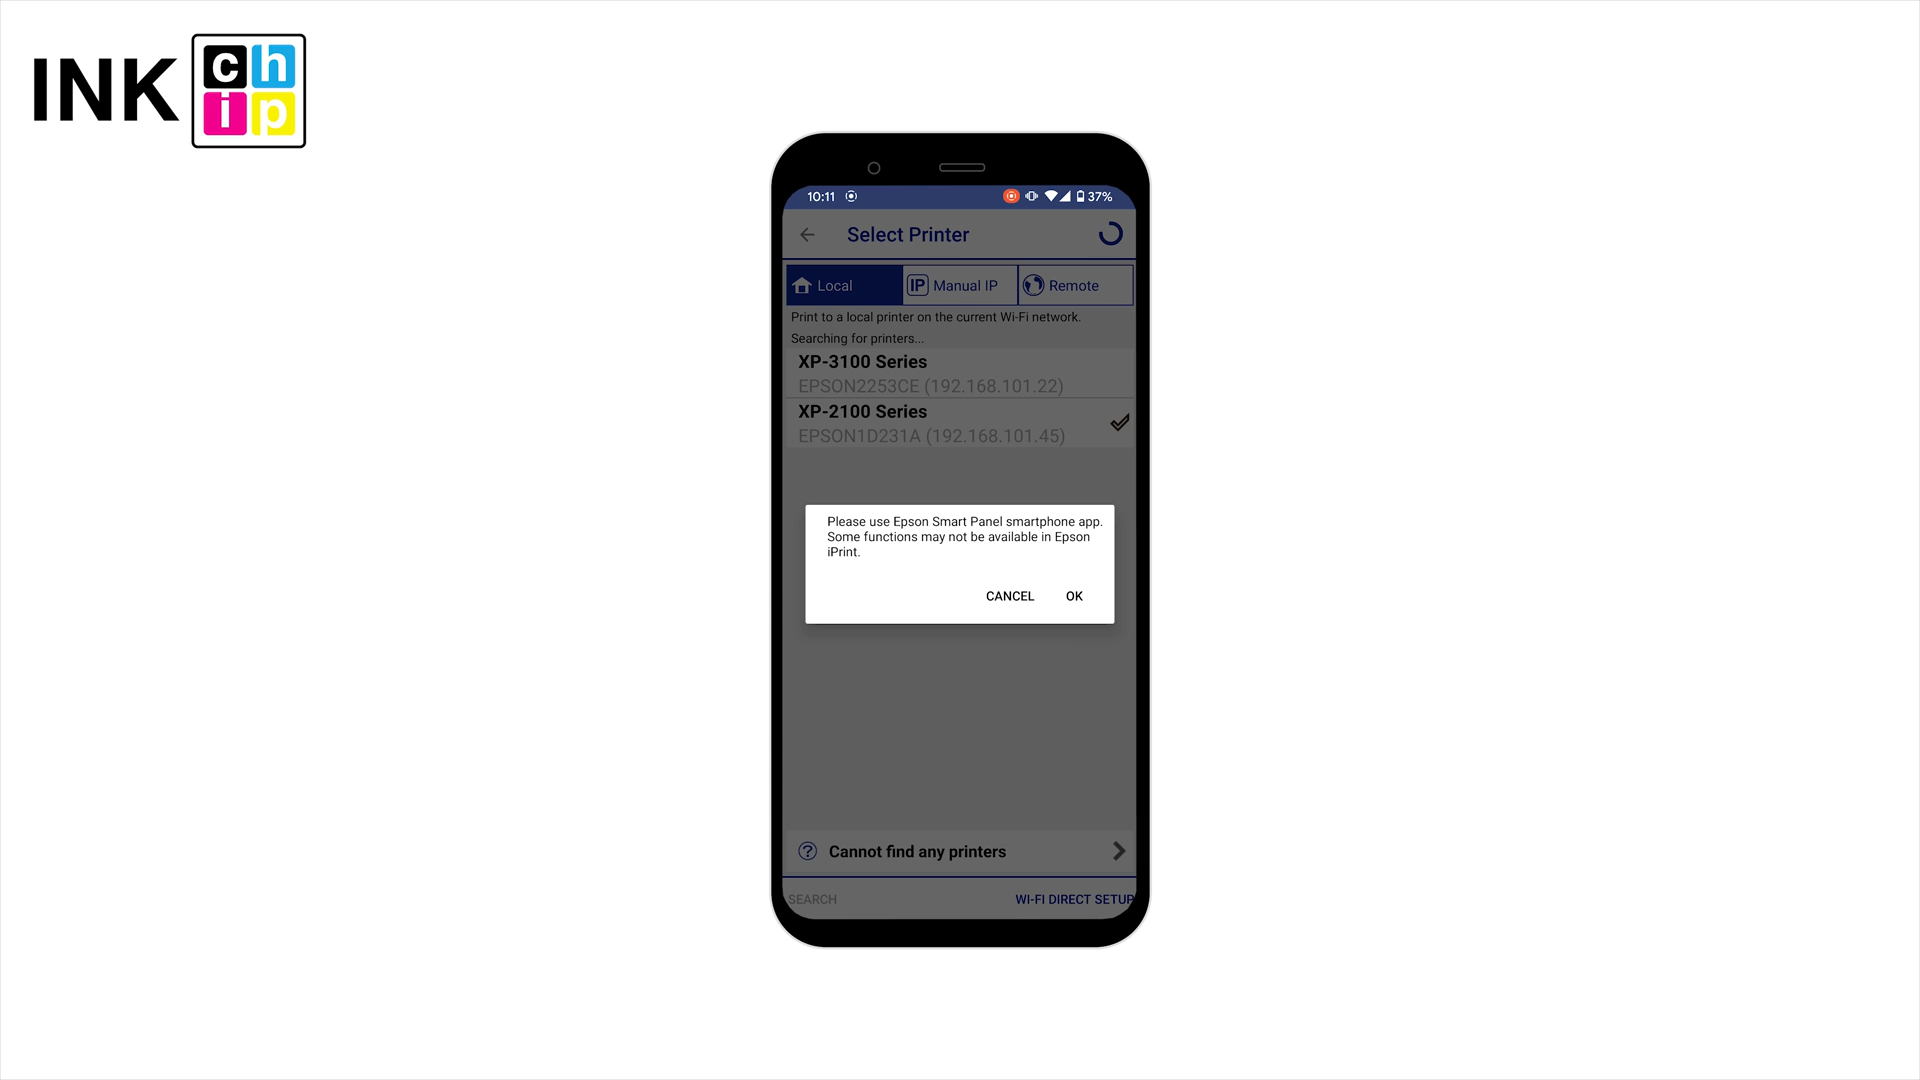 INK chip
10:11
37%
Select Printer
Local
IP Manual IP
Remote
Print to a local printer on the current Wi-Fi network.
Searching for printers...
XP-3100 Series
EPSON2253CE (192.168.101.22)
XP-2100 Series
EPSON1D231A (192.168.101.45)
Please use Epson Smart Panel smartphone app.
Some functions may not be available in Epson
iPrint.
CANCEL OK
? Cannot find any printers
SEARCH
WI-FI DIRECT SETUP